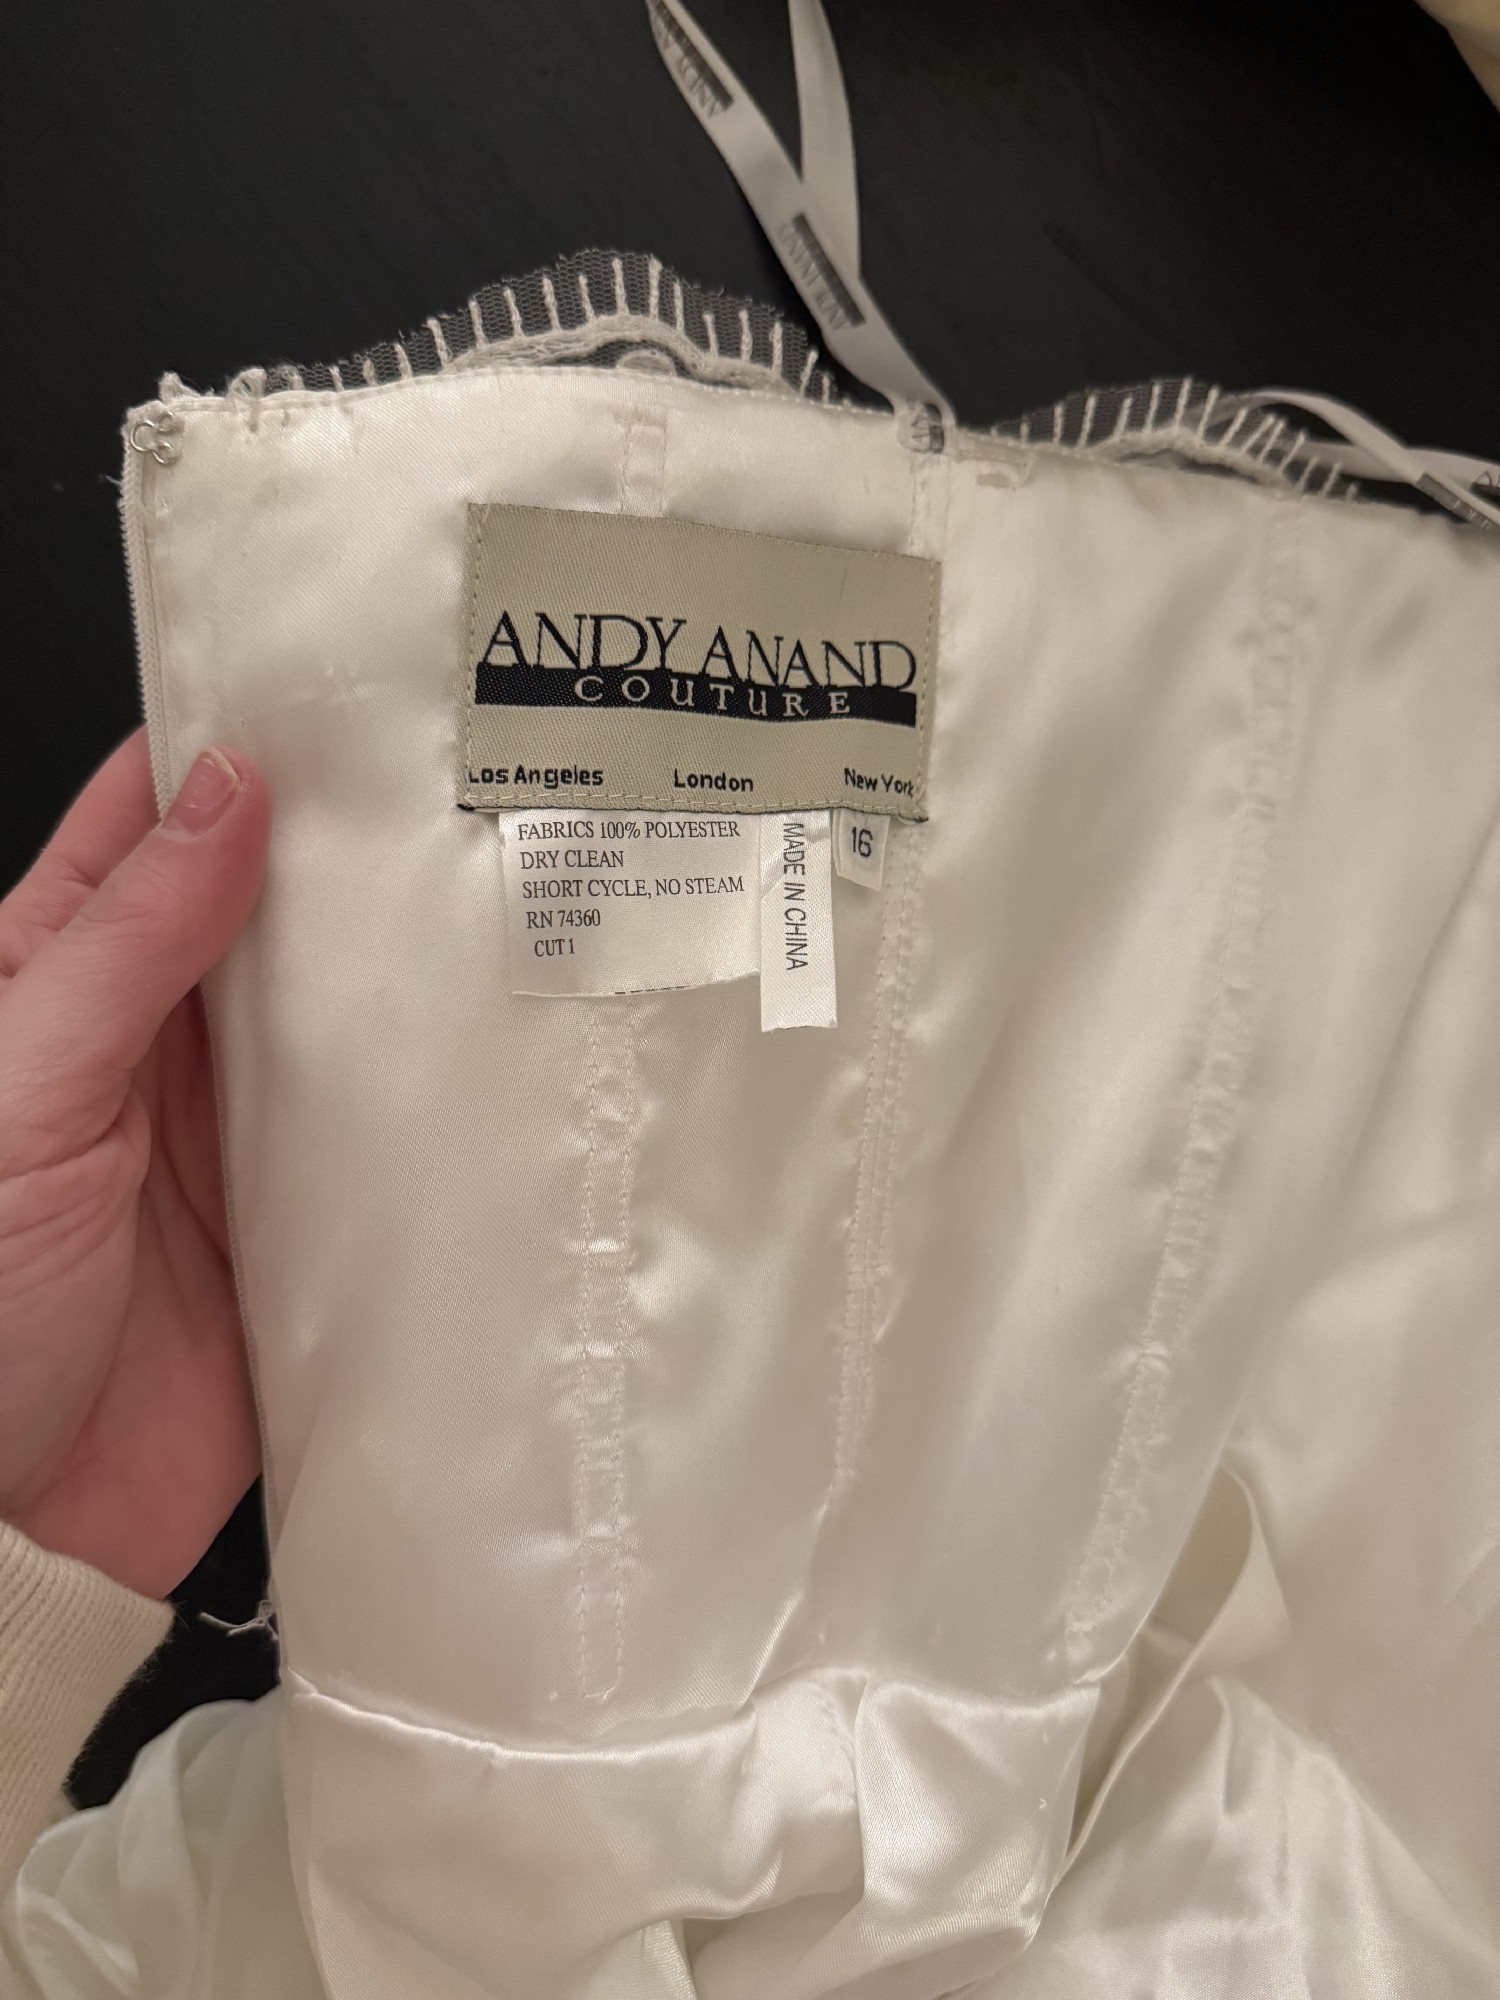 ANDY ANAND
COUTURE
Los Angeles London New York
FABRICS 100% POLYESTER
DRY CLEAN
SHORT CYCLE, NO STEAM
RN 74360
CUT 1
MADE IN CHINA
16